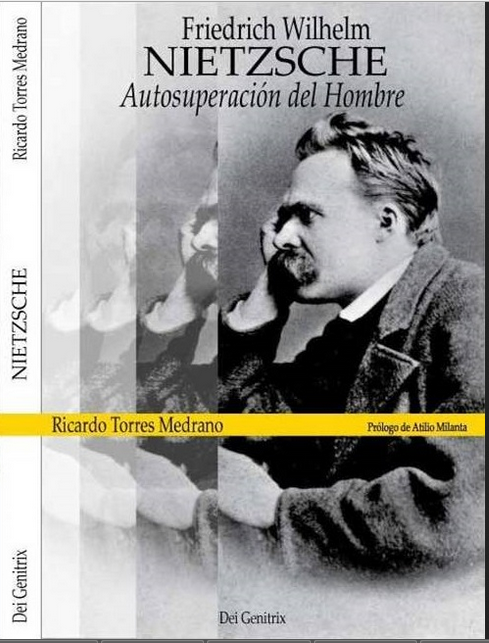 Ricardo Torres Medrano
NIETZSCHE
Dei Genitrix
Friedrich Wilhelm
NIETZSCHE
Autosuperación del Hombre
Ricardo Torres Medrano
Prólogo de Atilio Milanta
Dei Genitrix